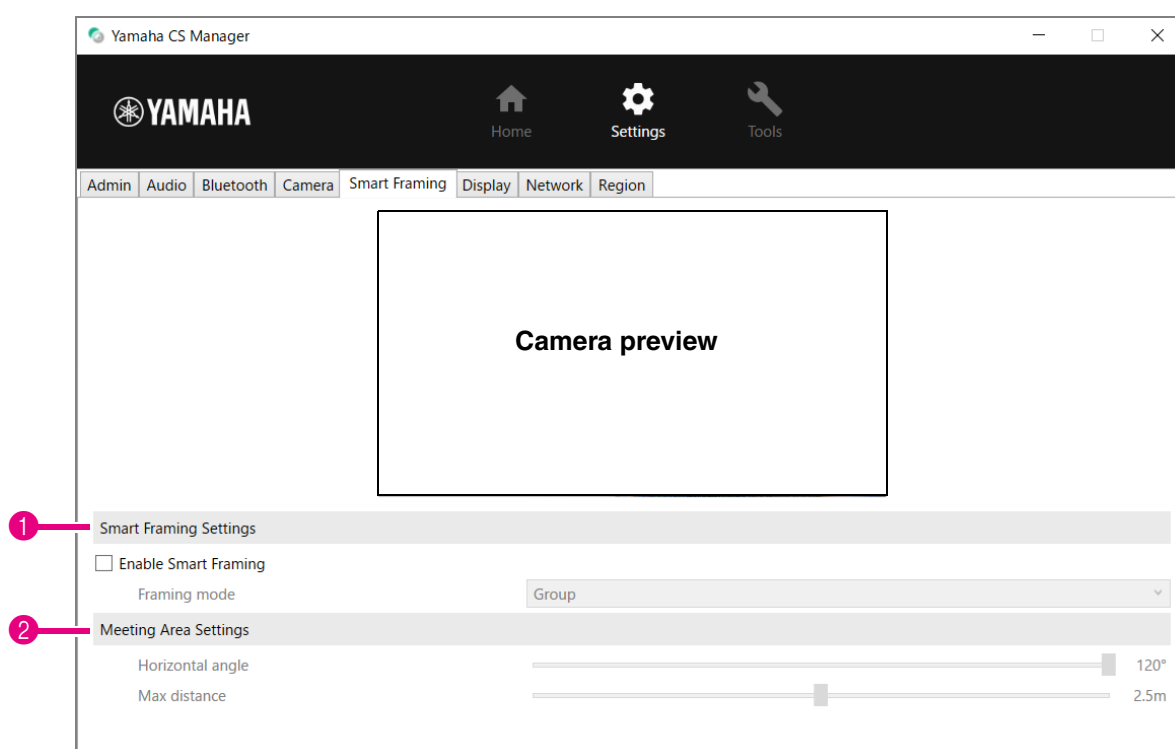 Yamaha CS Manager
YAMAHA
Home Settings Tools
Admin Audio Bluetooth Camera Smart Framing Display Network Region
Camera preview
1 Smart Framing Settings
Enable Smart Framing
Framing mode Group
2 Meeting Area Settings
Horizontal angle 120°
Max distance 2.5m